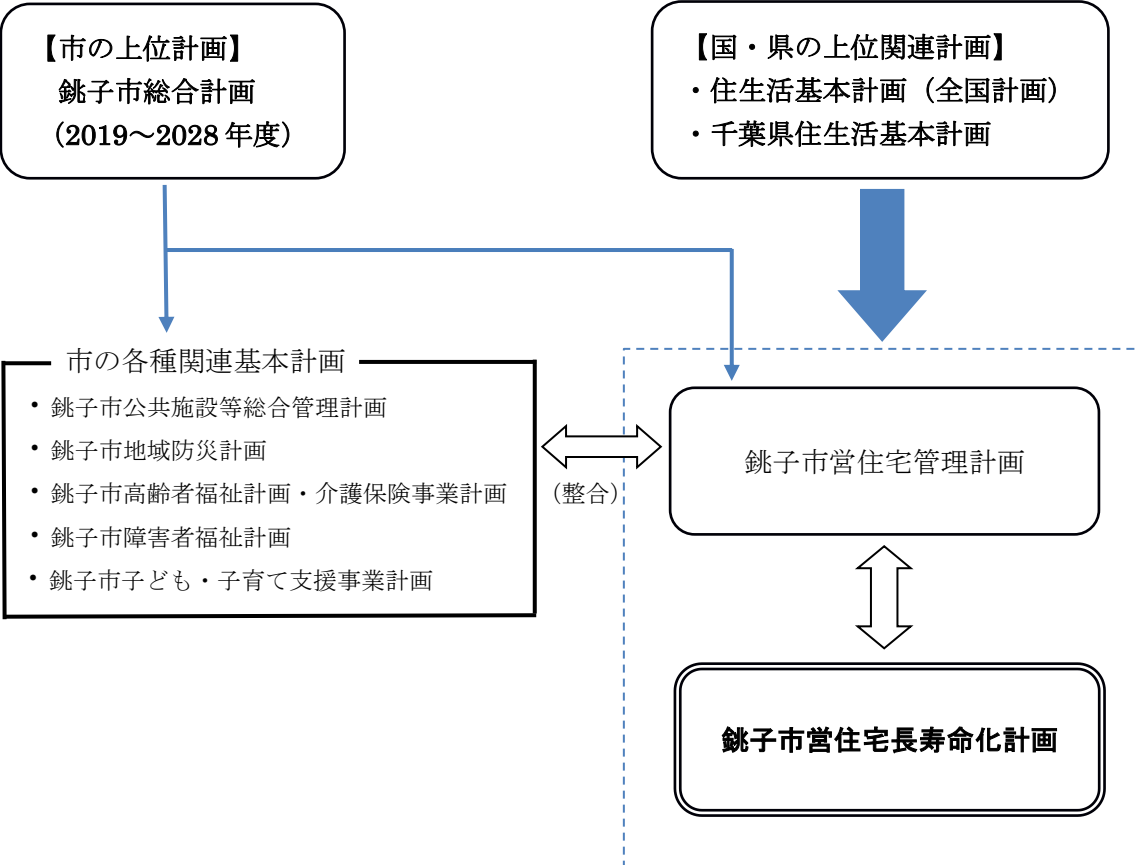 【市の上位計画】
銚子市総合計画
(2019～2028年度)
【国・県の上位関連計画】
・住生活基本計画（全国計画）
・千葉県住生活基本計画
市の各種関連基本計画
・銚子市公共施設等総合管理計画
・銚子市地域防災計画
・銚子市高齢者福祉計画・介護保険事業計画
・銚子市障害者福祉計画
・銚子市子ども・子育て支援事業計画
（整合）
銚子市営住宅管理計画
銚子市営住宅長寿命化計画